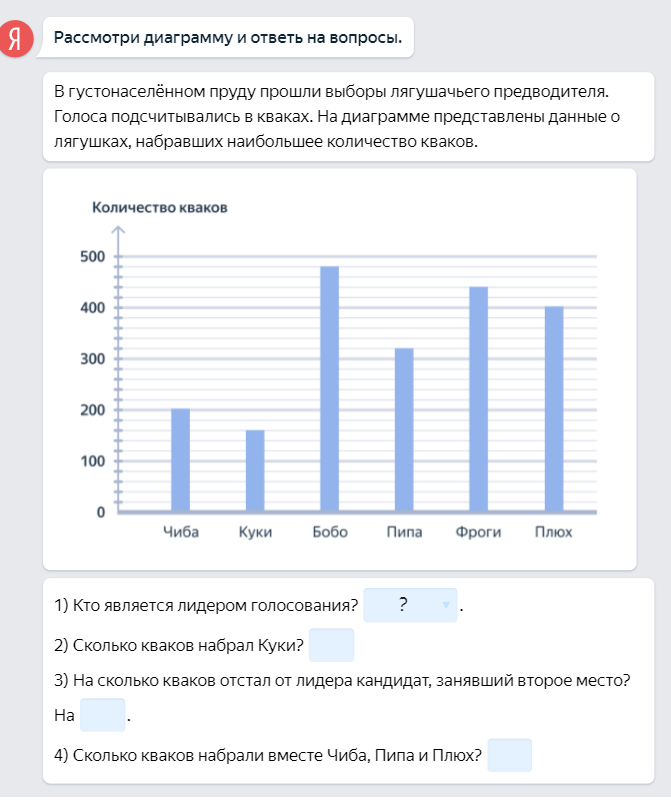 Я
Рассмотри диаграмму и ответь на вопросы.
В густонаселённом пруду прошли выборы лягушачьего предводителя.
Голоса подсчитывались в кваках. На диаграмме представлены данные о
лягушках, набравших наибольшее количество кваков.
Количество кваков
500
400
300
200
100
0
Чиба Куки Бобо Пипа Фроги Плюх
1) Кто является лидером голосования? ? .
2) Сколько кваков набрал Куки?
3) На сколько кваков отстал от лидера кандидат, занявший второе место?
На .
4) Сколько кваков набрали вместе Чиба, Пипа и Плюх?